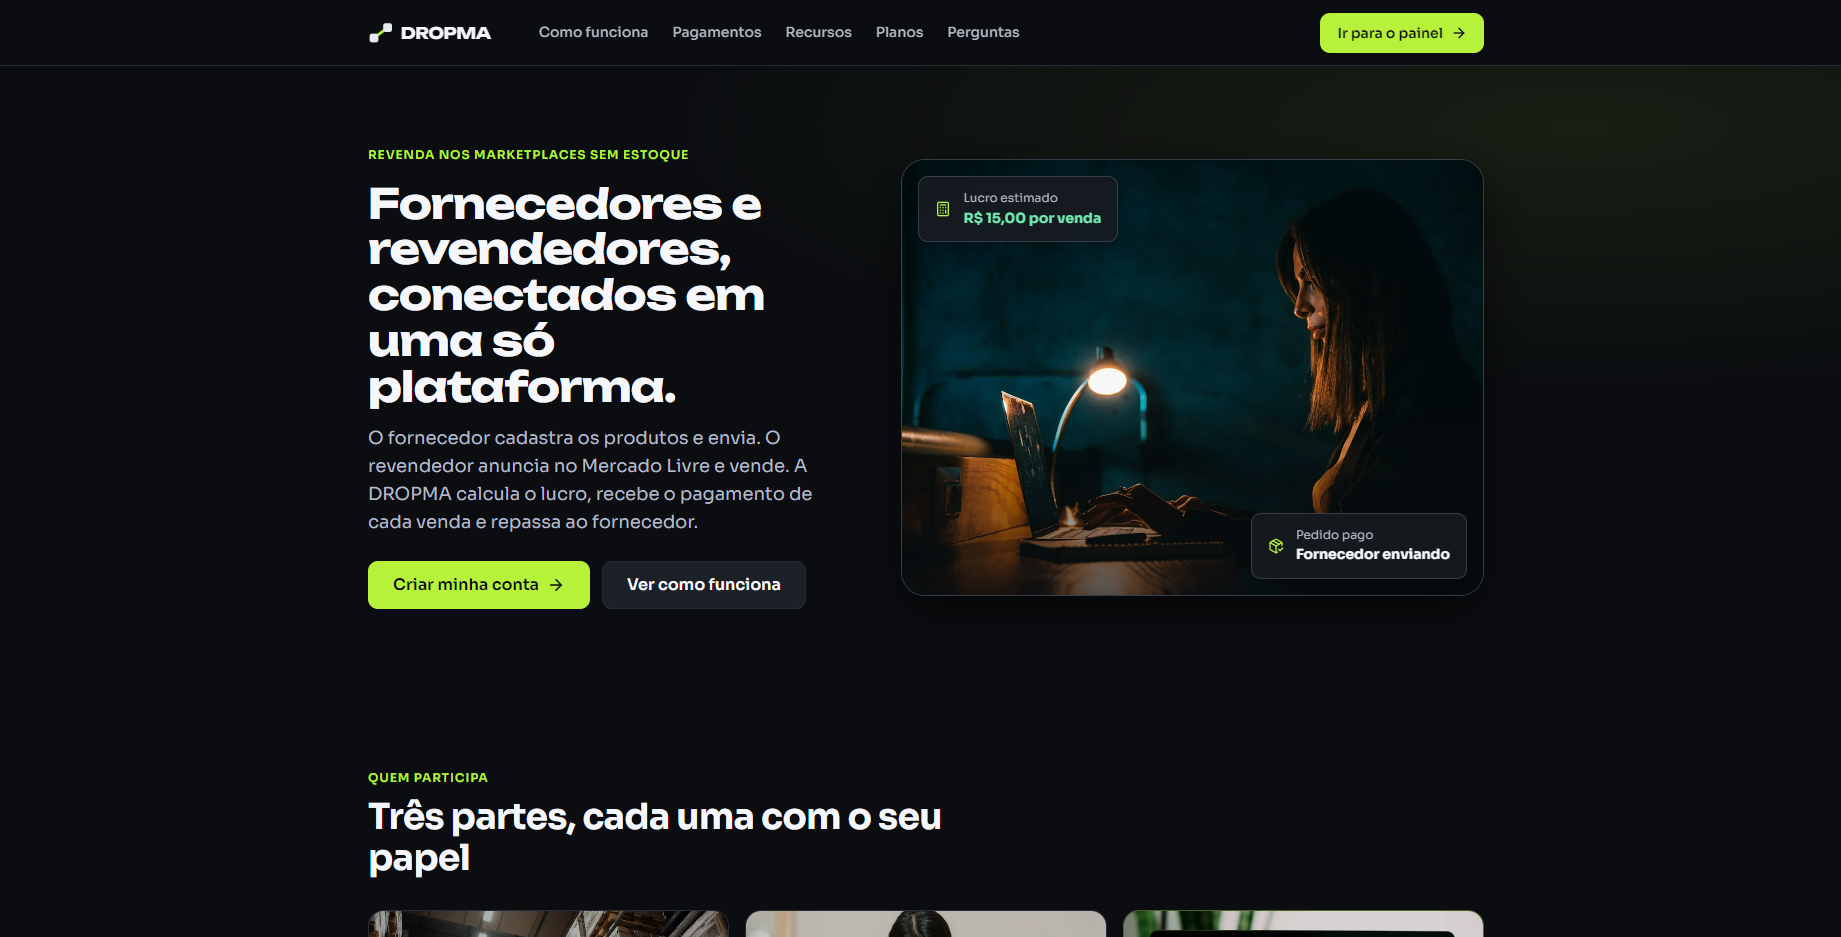 DROPMA
Como funciona
Pagamentos
Recursos
Planos
Perguntas
Ir para o painel
REVENDA NOS MARKETPLACES SEM ESTOQUE
Fornecedores e
revendedores,
conectados em
uma só
plataforma.
O fornecedor cadastra os produtos e envia. O
revendedor anuncia no Mercado Livre e vende. A
DROPMA calcula o lucro, recebe o pagamento de
cada venda e repassa ao fornecedor.
Criar minha conta
Ver como funciona
Lucro estimado
R$ 15,00 por venda
Pedido pago
Fornecedor enviando
QUEM PARTICIPA
Três partes, cada uma com o seu
papel